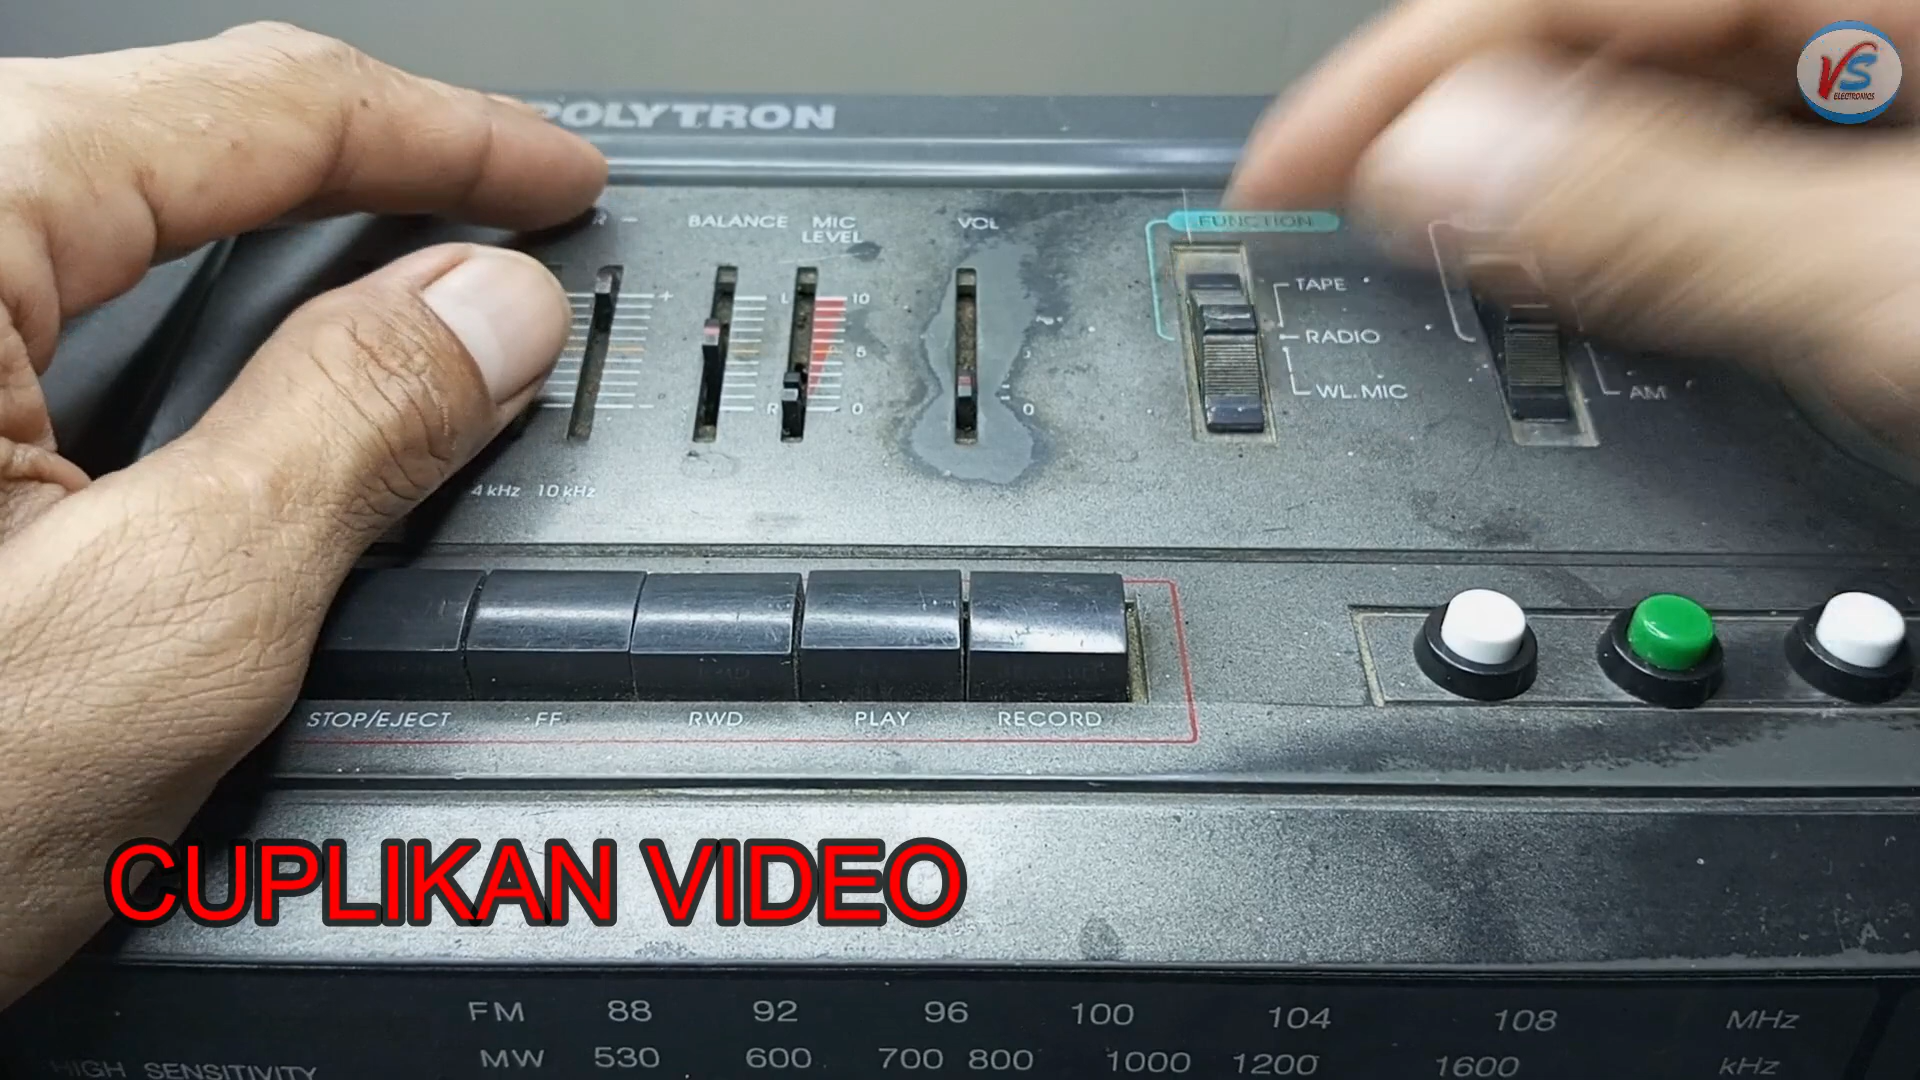 POLYTRON
VS
ELECTRONICS
R -
BALANCE
MIC
LEVEL
VOL
FUNCTION
+
L
10
TAPE
RADIO
5
WL. MIC
AM
R
0
0
4 kHz 10 kHz
STOP/EJECT FF RWD PLAY RECORD
CUPLIKAN VIDEO
FM 88 92 96 100 104 108 MHz
MW 530 600 700 800 1000 1200 1600 kHz
HIGH SENSITIVITY